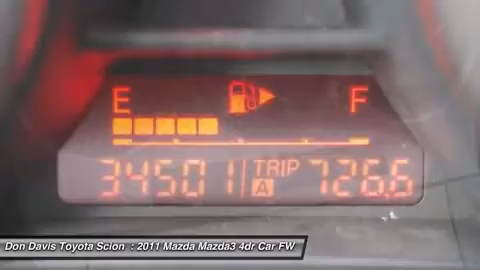 E F
34501 TRIP A 726.6
Don Davis Toyota Scion : 2011 Mazda Mazda3 4dr Car FW